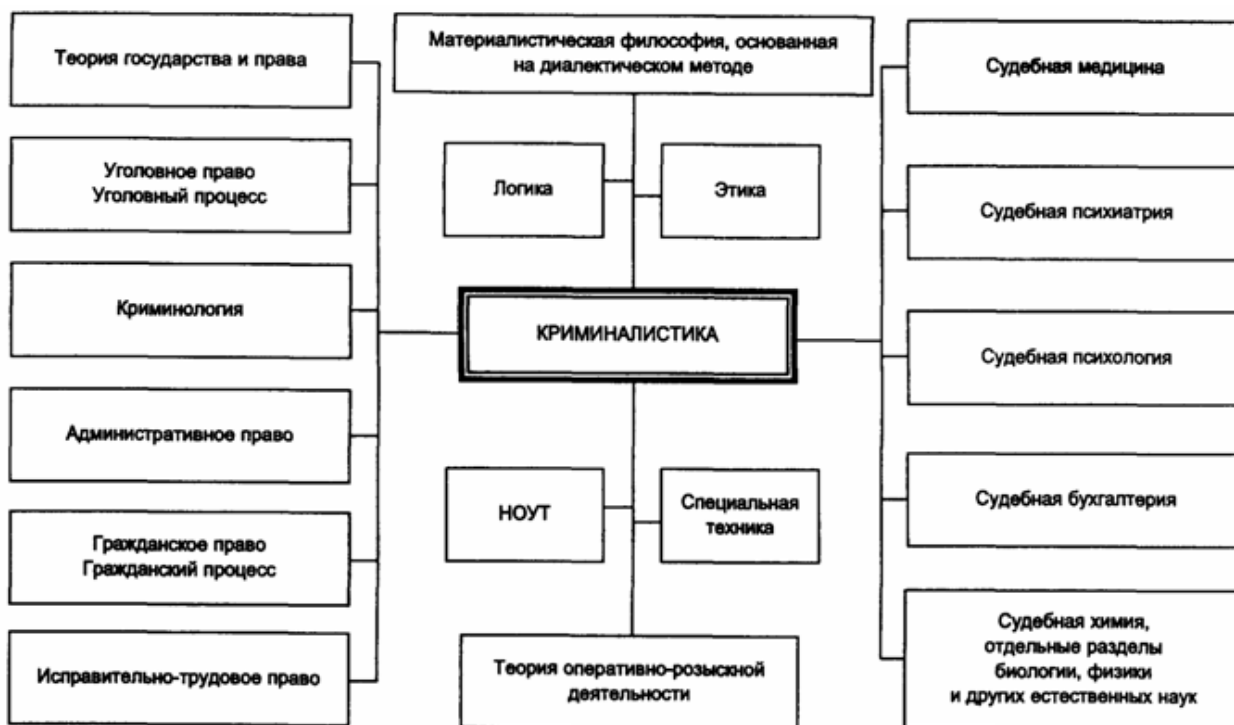 Теория государства и права
Уголовное право
Уголовный процесс
Криминология
Административное право
Гражданское право
Гражданский процесс
Исправительно-трудовое право
Материалистическая философия, основанная
на диалектическом методе
Логика
Этика
КРИМИНАЛИСТИКА
НОУТ
Специальная
техника
Теория оперативно-розыскной
деятельности
Судебная медицина
Судебная психиатрия
Судебная психология
Судебная бухгалтерия
Судебная химия,
отдельные разделы
биологии, физики
и других естественных наук